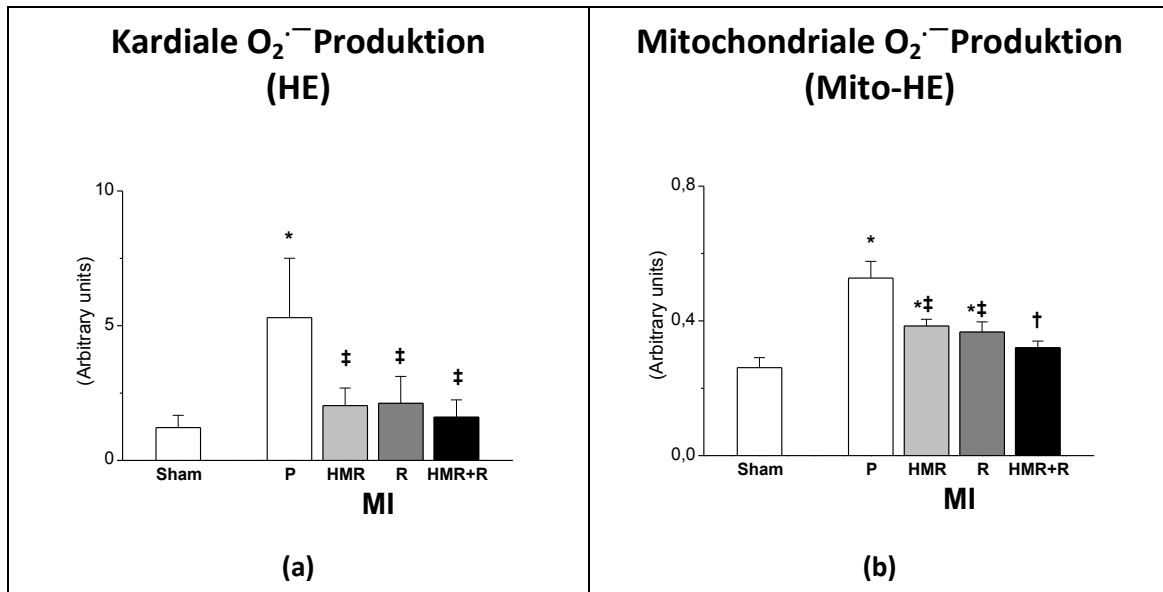 Kardiale O₂·⁻ Produktion
(HE)
10
5
0
(Arbitrary units)
*
‡
‡
‡
Sham
P
HMR
R
HMR+R
MI
(a)
Mitochondriale O₂·⁻ Produktion
(Mito-HE)
0,8
0,4
0,0
(Arbitrary units)
*
*‡
*‡
†
Sham
P
HMR
R
HMR+R
MI
(b)